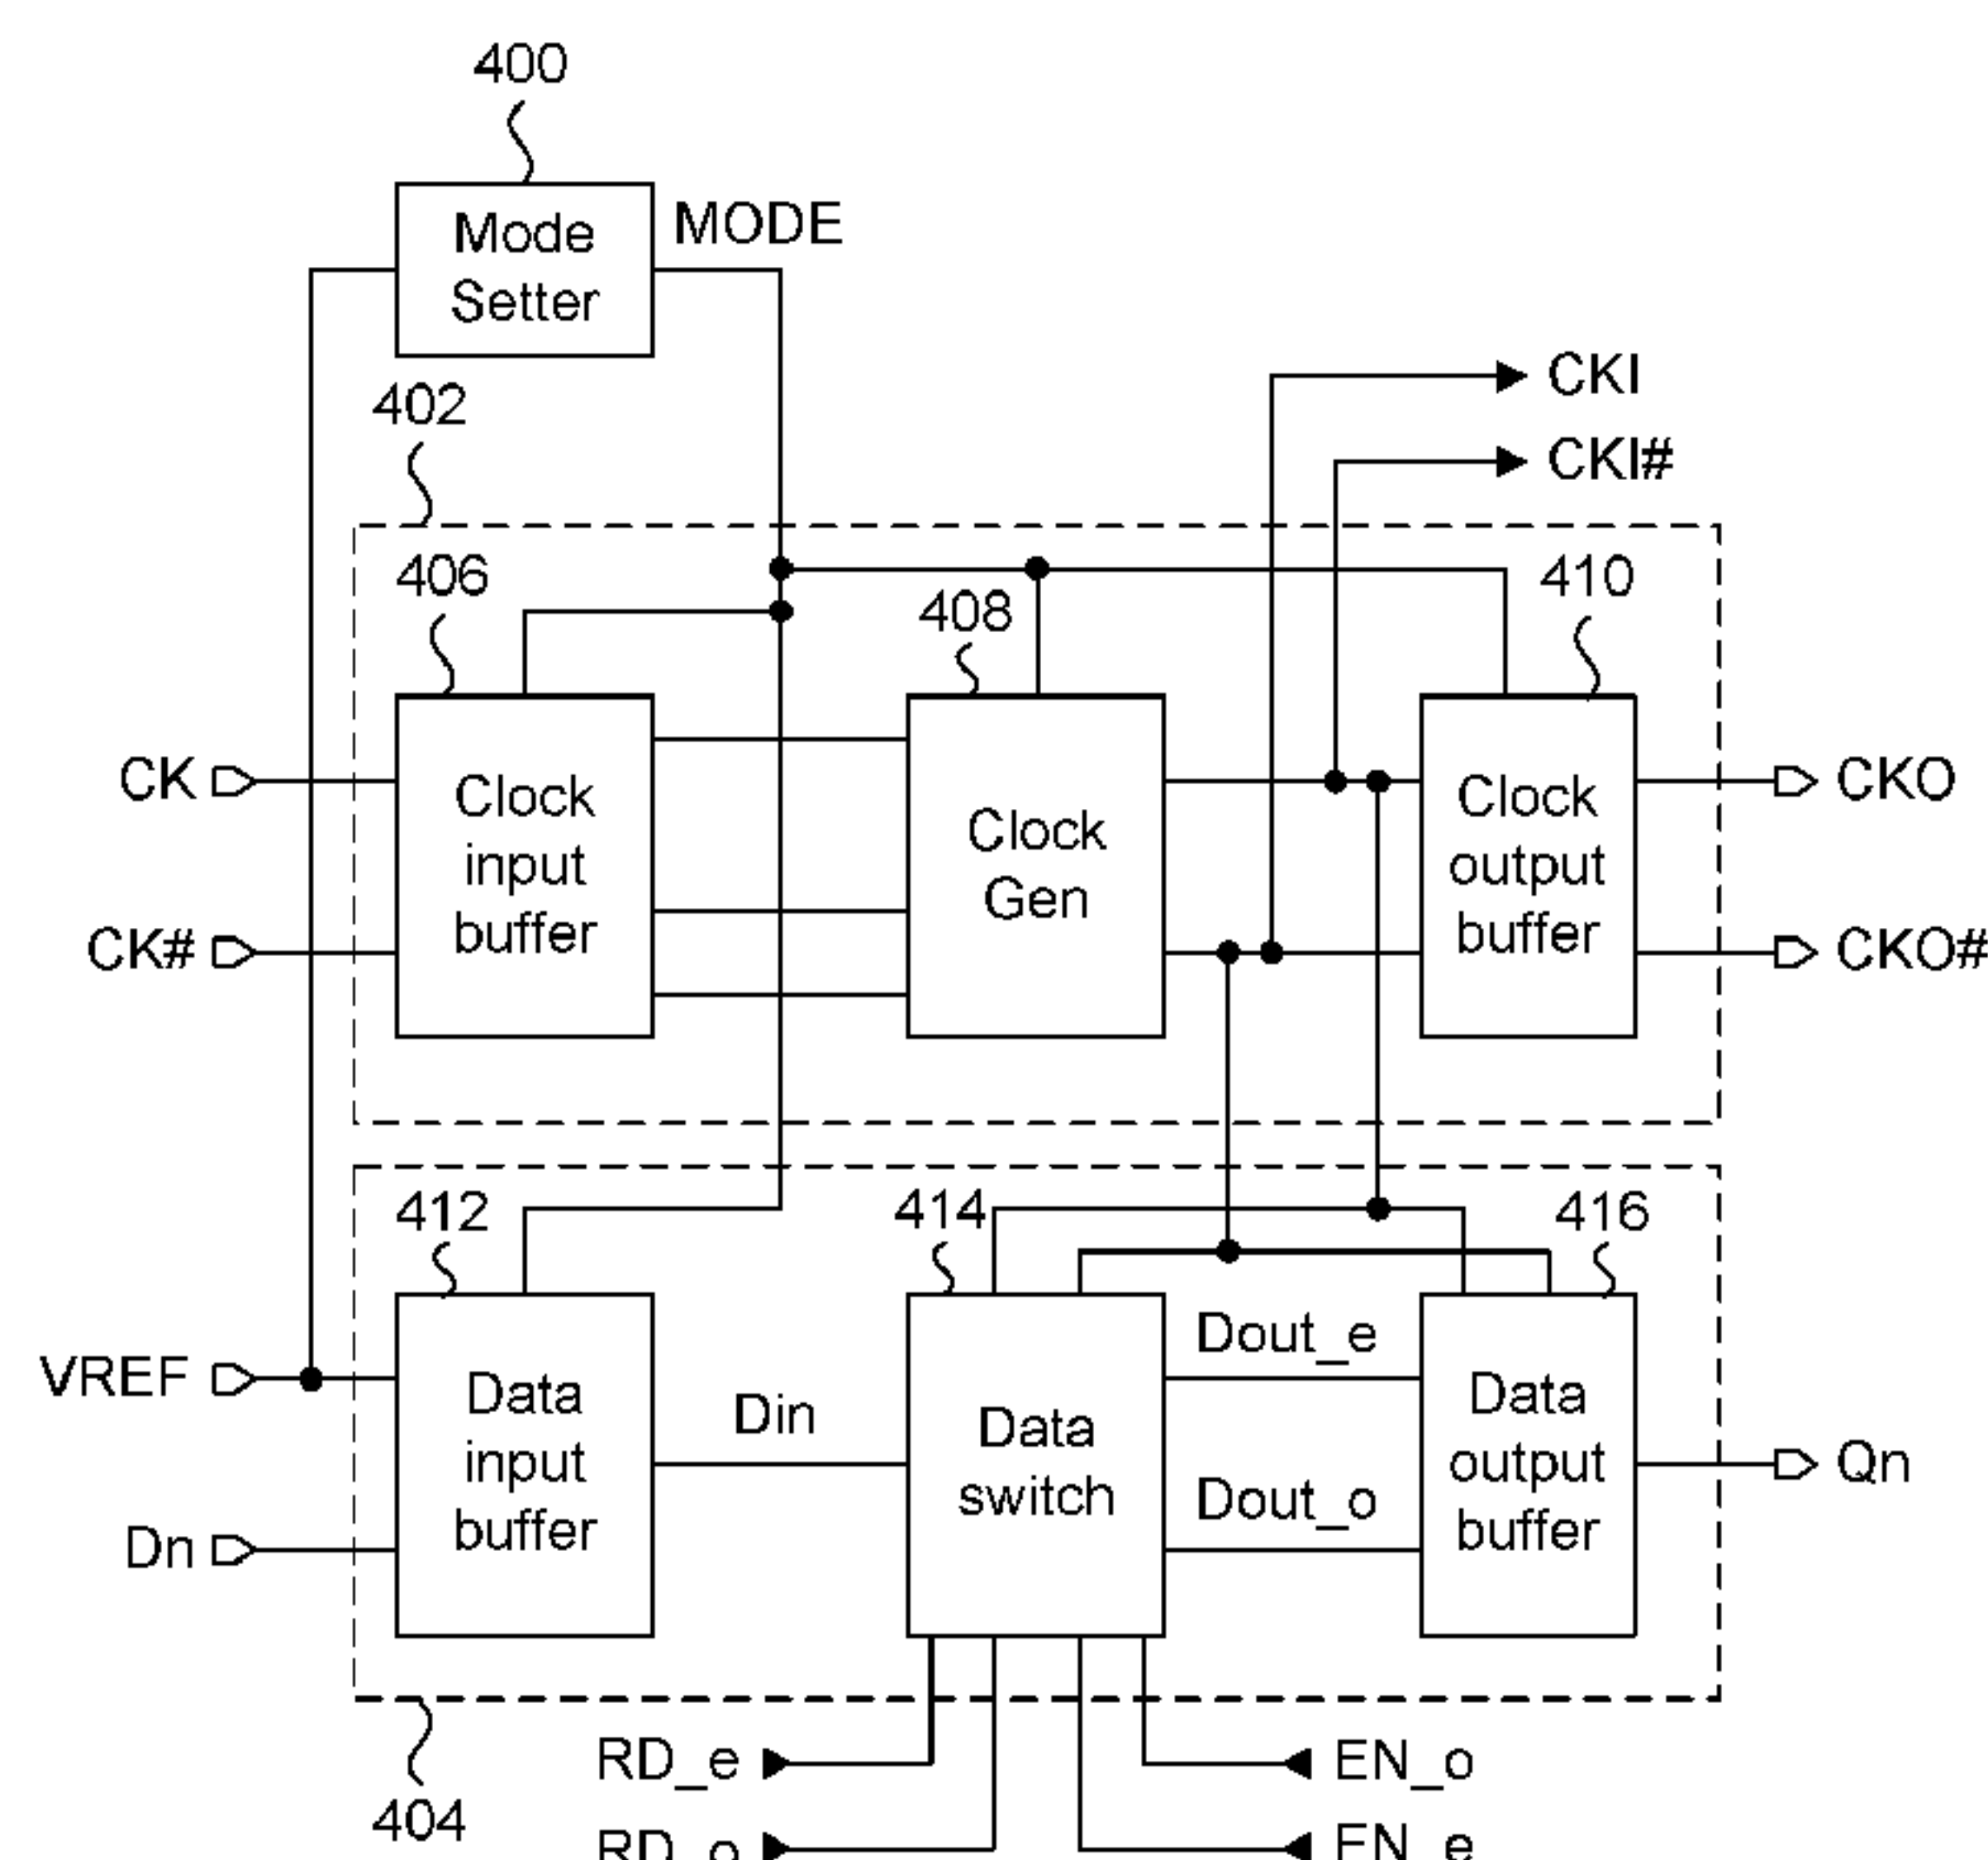 400
Mode
Setter
MODE
402
CKI
CKI#
406
408
410
CK
CK#
Clock
input
buffer
Clock
Gen
Clock
output
buffer
CKO
CKO#
412
414
416
VREF
Dn
Data
input
buffer
Din
Data
switch
Dout_e
Dout_o
Data
output
buffer
Qn
404
RD_e
EN_o
RD_o
EN_e